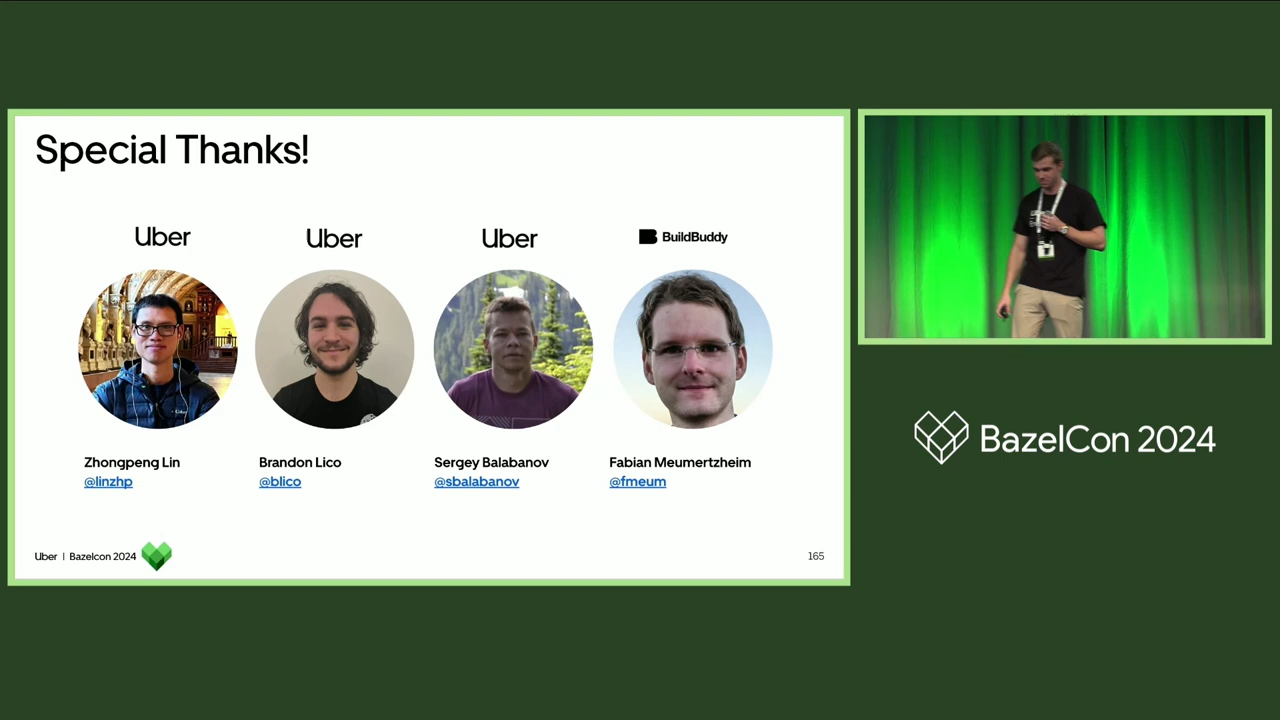 Special Thanks!
Uber
Uber
Uber
BuildBuddy
Zhongpeng Lin
@linzhp
Brandon Lico
@blico
Sergey Balabanov
@sbalabanov
Fabian Meumertzheim
@fmeum
Uber | Bazelcon 2024
165
BazelCon 2024